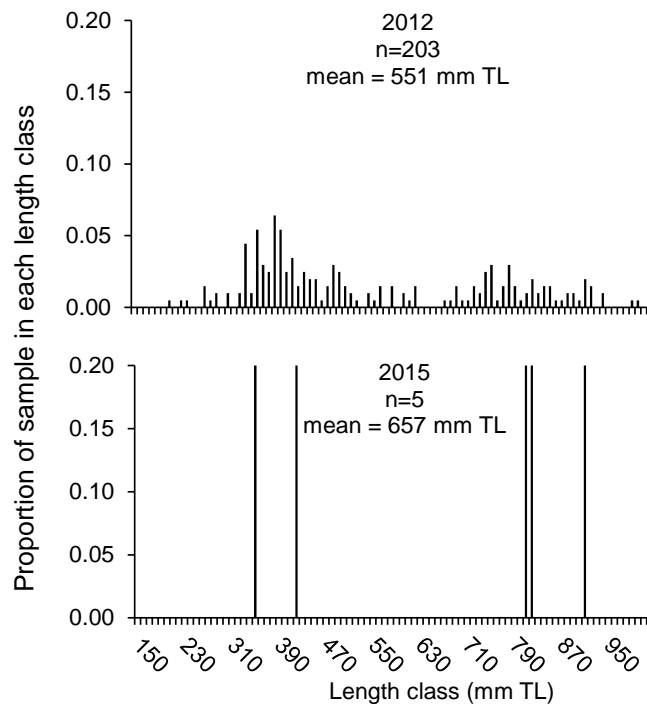 Proportion of sample in each length class
0.20
0.15
0.10
0.05
0.00
2012
n=203
mean = 551 mm TL
0.20
0.15
0.10
0.05
0.00
2015
n=5
mean = 657 mm TL
150 230 310 390 470 550 630 710 790 870 950
Length class (mm TL)